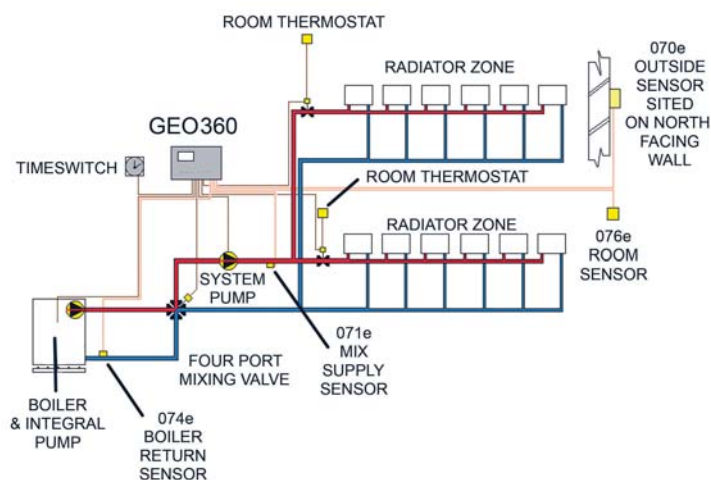 ROOM THERMOSTAT
RADIATOR ZONE
070e
OUTSIDE
SENSOR
SITED
ON NORTH
FACING
WALL
GEO360
TIMESWITCH
ROOM THERMOSTAT
RADIATOR ZONE
076e
ROOM
SENSOR
SYSTEM
PUMP
071e
MIX
SUPPLY
SENSOR
FOUR PORT
MIXING VALVE
BOILER
& INTEGRAL
PUMP
074e
BOILER
RETURN
SENSOR